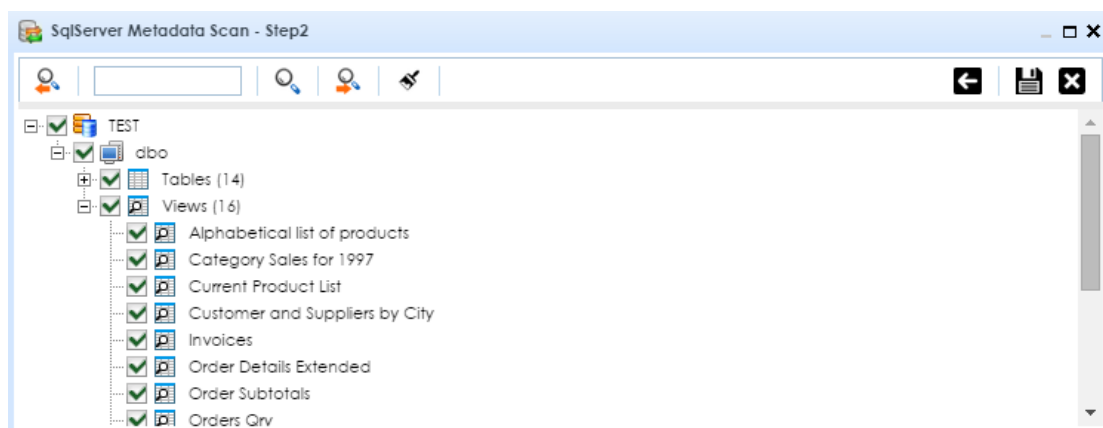 SqlServer Metadata Scan - Step2
TEST
dbo
Tables (14)
Views (16)
Alphabetical list of products
Category Sales for 1997
Current Product List
Customer and Suppliers by City
Invoices
Order Details Extended
Order Subtotals
Orders Qry